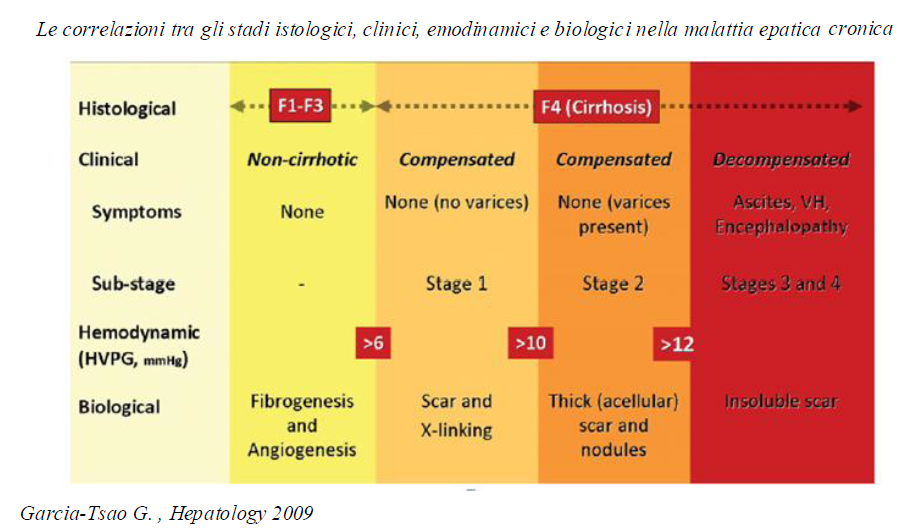 Le correlazioni tra gli stadi istologici, clinici, emodinamici e biologici nella malattia epatica cronica
Histological F1-F3 F4 (Cirrhosis)
Clinical Non-cirrhotic Compensated Compensated Decompensated
Symptoms None None (no varices) None (varices present) Ascites, VH, Encephalopathy
Sub-stage - Stage 1 Stage 2 Stages 3 and 4
Hemodynamic (HVPG, mmHg) >6 >10 >12
Biological Fibrogenesis and Angiogenesis Scar and X-linking Thick (acellular) scar and nodules Insoluble scar
Garcia-Tsao G. , Hepatology 2009